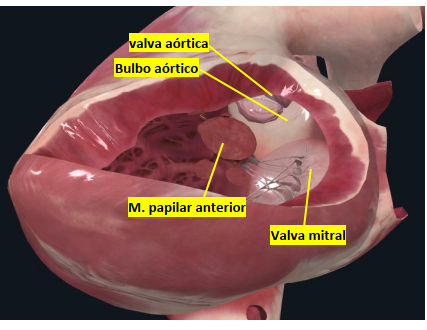 valva aórtica
Bulbo aórtico
M. papilar anterior
Valva mitral